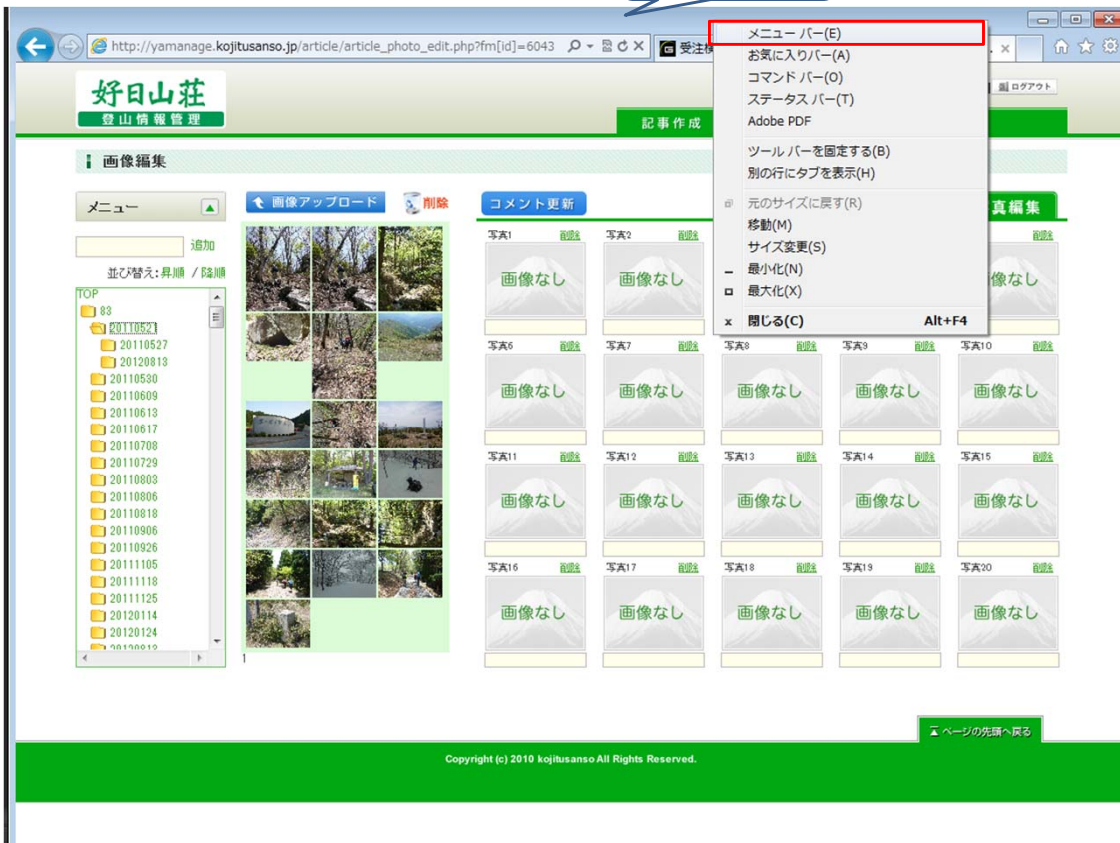 メニュー バー(E)
お気に入りバー(A)
コマンド バー(O)
ステータス バー(T)
Adobe PDF
ツール バーを固定する(B)
別の行にタブを表示(H)
元のサイズに戻す(R)
移動(M)
サイズ変更(S)
最小化(N)
最大化(X)
閉じる(C) Alt+F4
http://yamanage.kojitusanso.jp/article/article_photo_edit.php?fm[id]=6043
受注検
ログアウト
好日山荘
登山情報管理
記事作成
画像編集
メニュー
画像アップロード
削除
コメント更新
真編集
追加
並び替え:昇順 / 降順
TOP
83
20110521
20110527
20120813
20110530
20110609
20110613
20110617
20110708
20110729
20110803
20110806
20110818
20110906
20110926
20111105
20111118
20111125
20120114
20120124
1
写真1 削除 写真2 削除 削除
画像なし 画像なし 像なし
写真6 削除 写真7 削除 写真8 削除 写真9 削除 写真10 削除
画像なし 画像なし 画像なし 画像なし 画像なし
写真11 削除 写真12 削除 写真13 削除 写真14 削除 写真15 削除
画像なし 画像なし 画像なし 画像なし 画像なし
写真16 削除 写真17 削除 写真18 削除 写真19 削除 写真20 削除
画像なし 画像なし 画像なし 画像なし 画像なし
ページの先頭へ戻る
Copyright (c) 2010 kojitusanso All Rights Reserved.